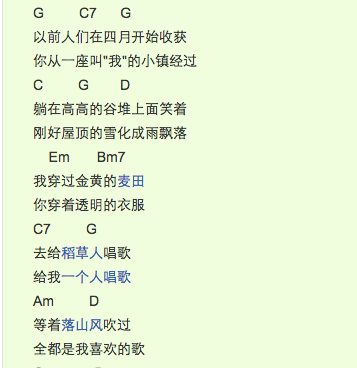 G C7 G
以前人们在四月开始收获
你从一座叫"我"的小镇经过
C G D
躺在高高的谷堆上面笑着
刚好屋顶的雪化成雨飘落
Em Bm7
我穿过金黄的麦田
你穿着透明的衣服
C7 G
去给稻草人唱歌
给我一个人唱歌
Am D
等着落山风吹过
全都是我喜欢的歌